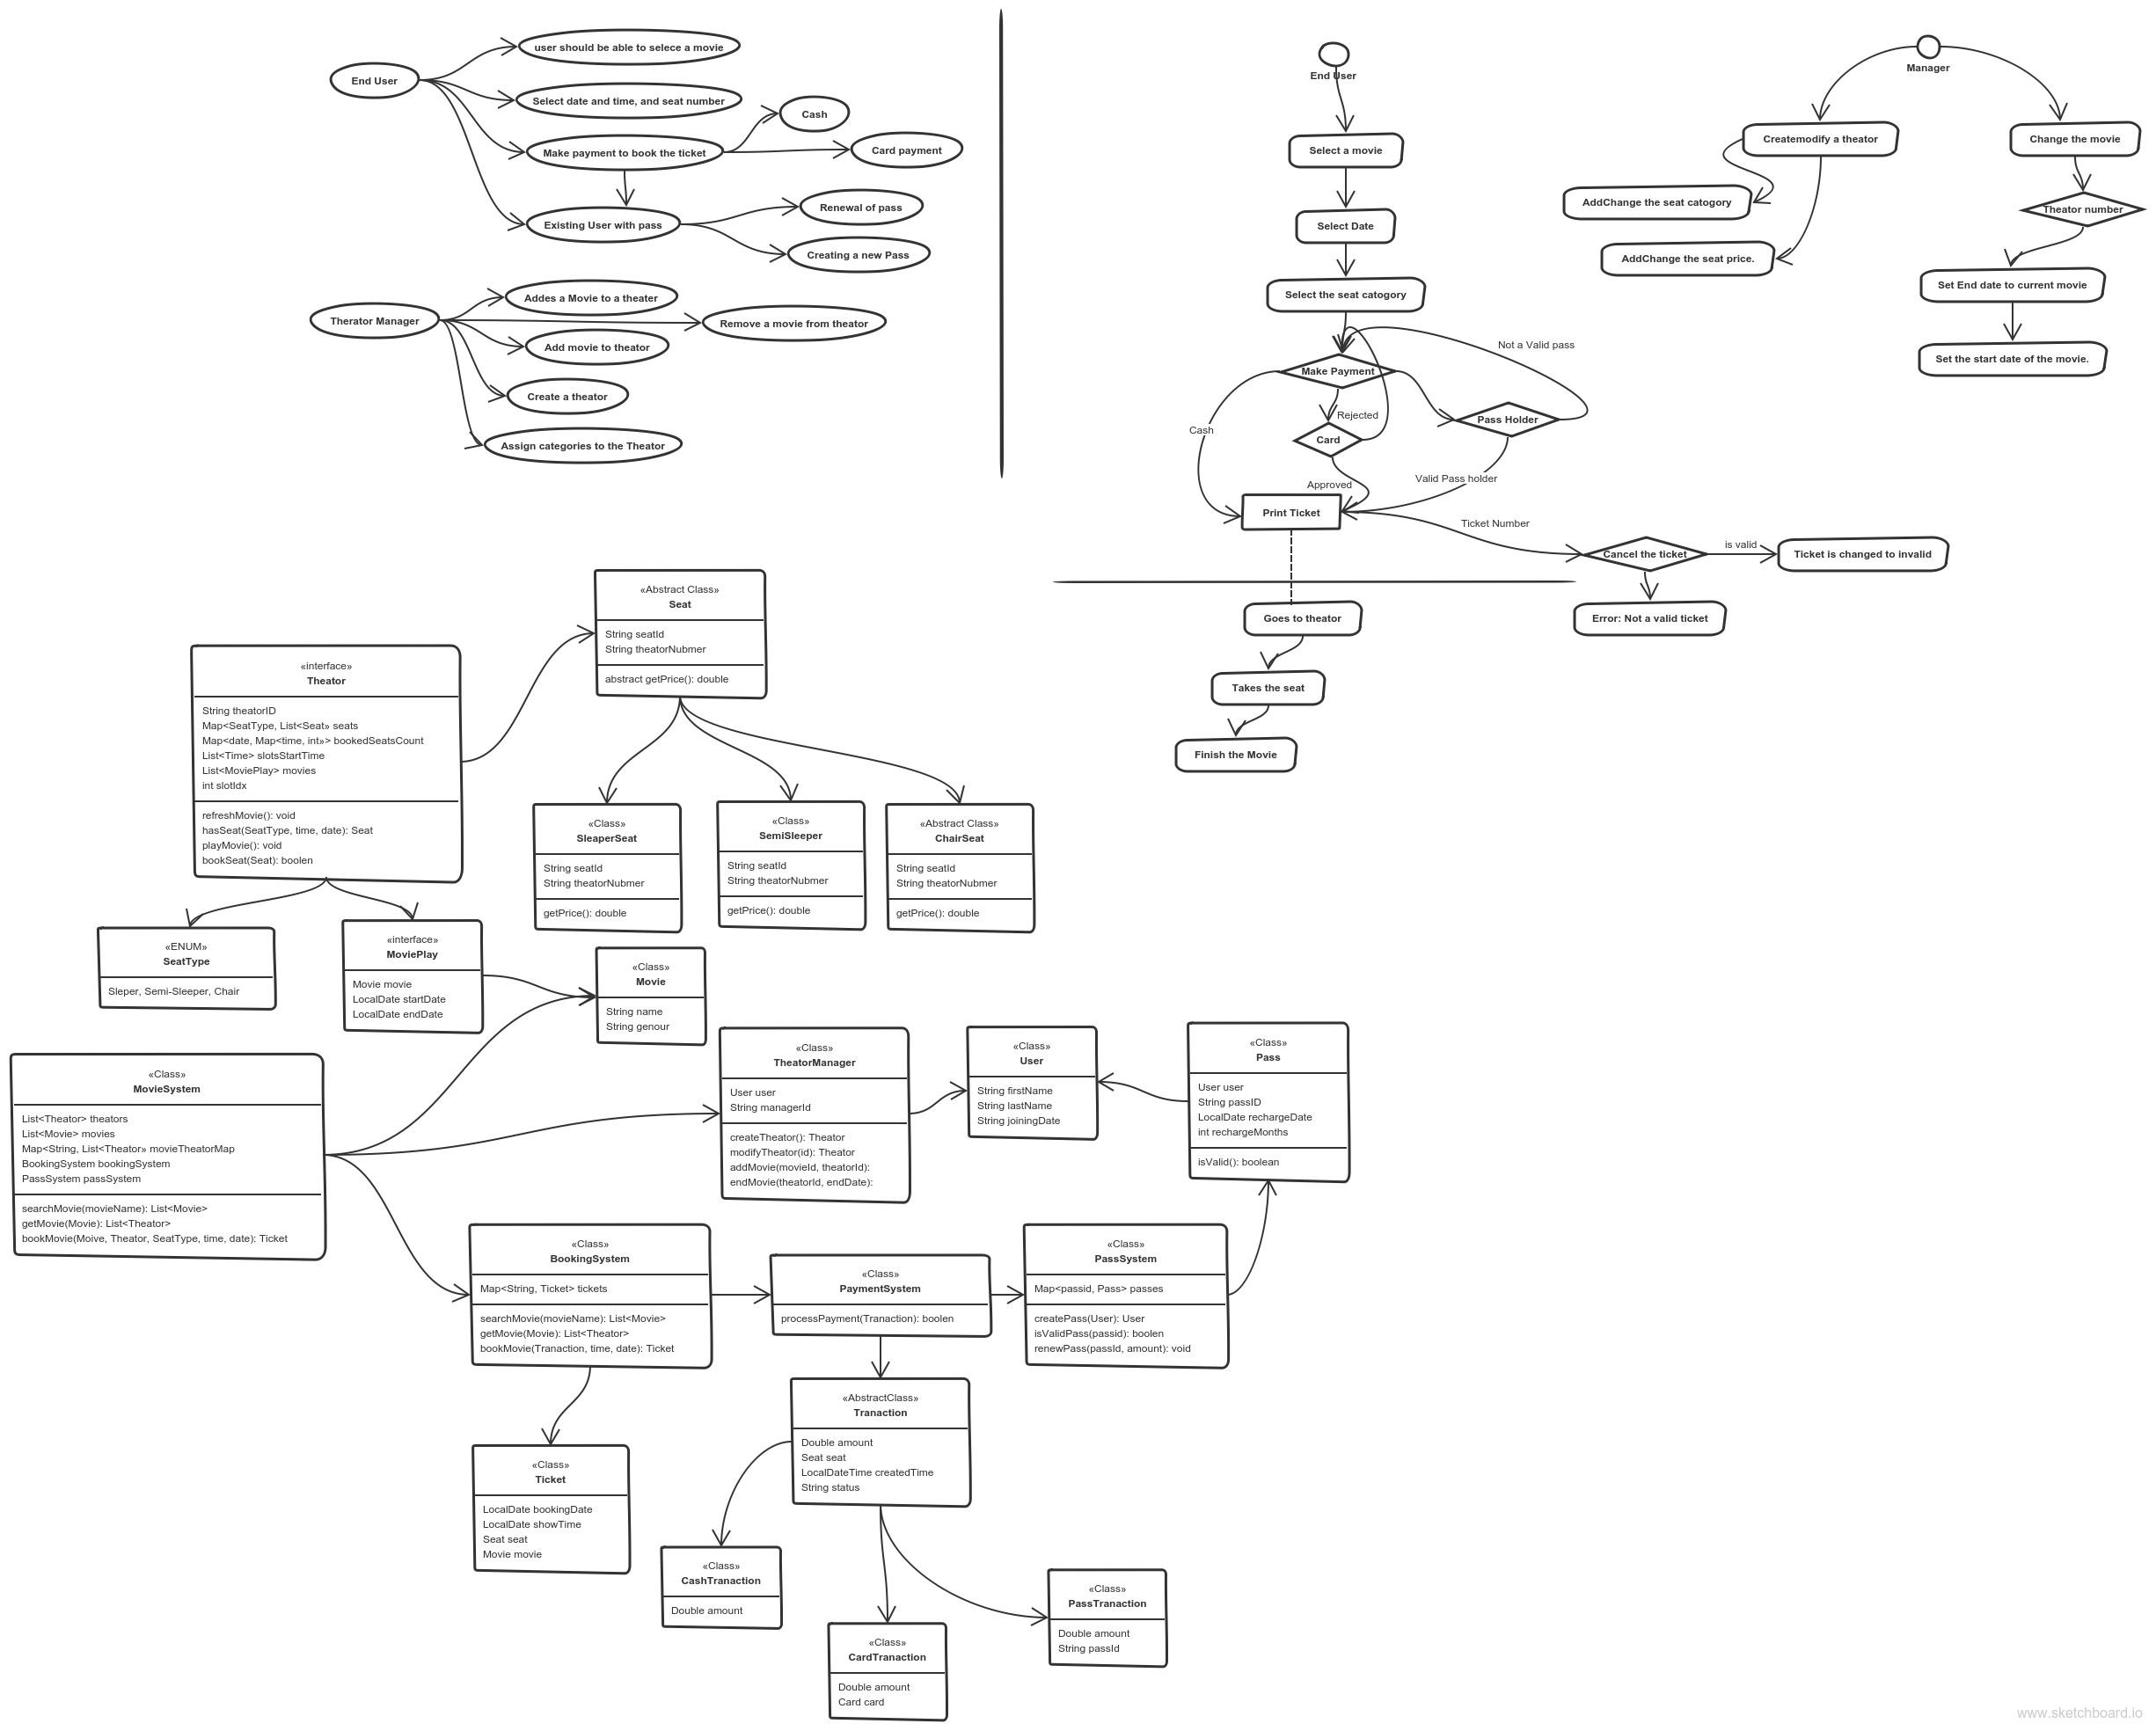 End User
user should be able to selece a movie
Select date and time, and seat number
Make payment to book the ticket
Cash
Card payment
Existing User with pass
Renewal of pass
Creating a new Pass
Therator Manager
Addes a Movie to a theater
Remove a movie from theator
Add movie to theator
Create a theator
Assign categories to the Theator
End User
Select a movie
Select Date
Select the seat catogory
Make Payment
Not a Valid pass
Rejected
Pass Holder
Cash
Card
Approved
Valid Pass holder
Print Ticket
Ticket Number
Cancel the ticket
is valid
Ticket is changed to invalid
Error: Not a valid ticket
Goes to theator
Takes the seat
Finish the Movie
Manager
Createmodify a theator
AddChange the seat catogory
AddChange the seat price.
Change the movie
Theator number
Set End date to current movie
Set the start date of the movie.
«Abstract Class»
Seat
String seatId
String theatorNubmer
abstract getPrice(): double
«interface»
Theator
String theatorID
Map<SeatType, List<Seat» seats
Map<date, Map<time, int»> bookedSeatsCount
List<Time> slotsStartTime
List<MoviePlay> movies
int slotIdx
refreshMovie(): void
hasSeat(SeatType, time, date): Seat
playMovie(): void
bookSeat(Seat): boolen
«Class»
SleaperSeat
String seatId
String theatorNubmer
getPrice(): double
«Class»
SemiSleeper
String seatId
String theatorNubmer
getPrice(): double
«Abstract Class»
ChairSeat
String seatId
String theatorNubmer
getPrice(): double
«ENUM»
SeatType
Sleper, Semi-Sleeper, Chair
«interface»
MoviePlay
Movie movie
LocalDate startDate
LocalDate endDate
«Class»
Movie
String name
String genour
«Class»
MovieSystem
List<Theator> theators
List<Movie> movies
Map<String, List<Theator» movieTheatorMap
BookingSystem bookingSystem
PassSystem passSystem
searchMovie(movieName): List<Movie>
getMovie(Movie): List<Theator>
bookMovie(Moive, Theator, SeatType, time, date): Ticket
«Class»
TheatorManager
User user
String managerId
createTheator(): Theator
modifyTheator(id): Theator
addMovie(movieId, theatorId):
endMovie(theatorId, endDate):
«Class»
User
String firstName
String lastName
String joiningDate
«Class»
Pass
User user
String passID
LocalDate rechargeDate
int rechargeMonths
isValid(): boolean
«Class»
BookingSystem
Map<String, Ticket> tickets
searchMovie(movieName): List<Movie>
getMovie(Movie): List<Theator>
bookMovie(Tranaction, time, date): Ticket
«Class»
PaymentSystem
processPayment(Tranaction): boolen
«Class»
PassSystem
Map<passid, Pass> passes
createPass(User): User
isValidPass(passid): boolen
renewPass(passId, amount): void
«AbstractClass»
Tranaction
Double amount
Seat seat
LocalDateTime createdTime
String status
«Class»
Ticket
LocalDate bookingDate
LocalDate showTime
Seat seat
Movie movie
«Class»
CashTranaction
Double amount
«Class»
PassTranaction
Double amount
String passId
«Class»
CardTranaction
Double amount
Card card
www.sketchboard.io